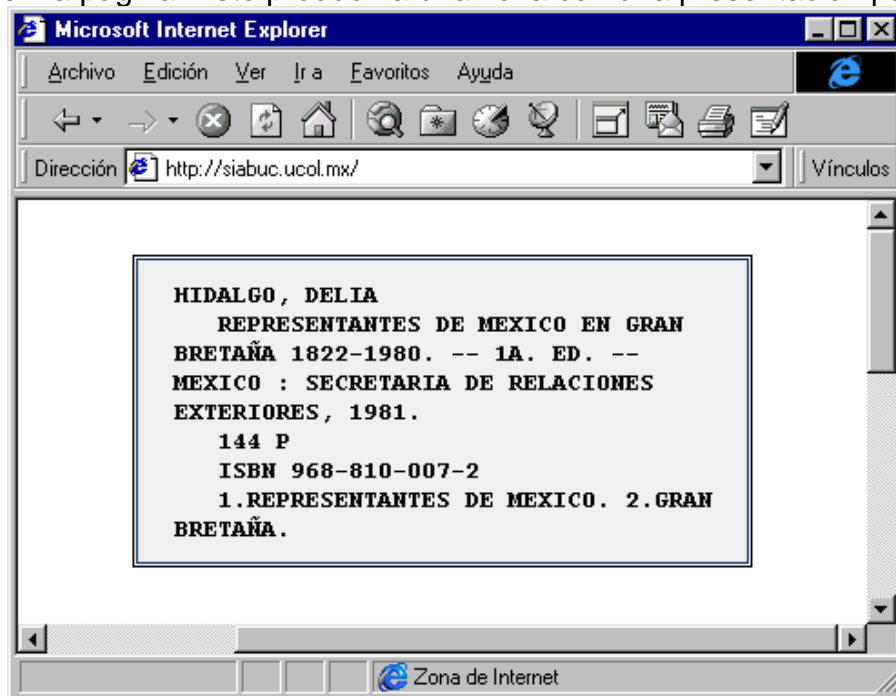 Microsoft Internet Explorer
Archivo Edición Ver Ir a Favoritos Ayuda
Dirección http://siabuc.ucol.mx/ Vínculos
HIDALGO, DELIA
REPRESENTANTES DE MEXICO EN GRAN
BRETAÑA 1822-1980. -- 1A. ED. --
MEXICO : SECRETARIA DE RELACIONES
EXTERIORES, 1981.
144 P
ISBN 968-810-007-2
1.REPRESENTANTES DE MEXICO. 2.GRAN
BRETAÑA.
Zona de Internet